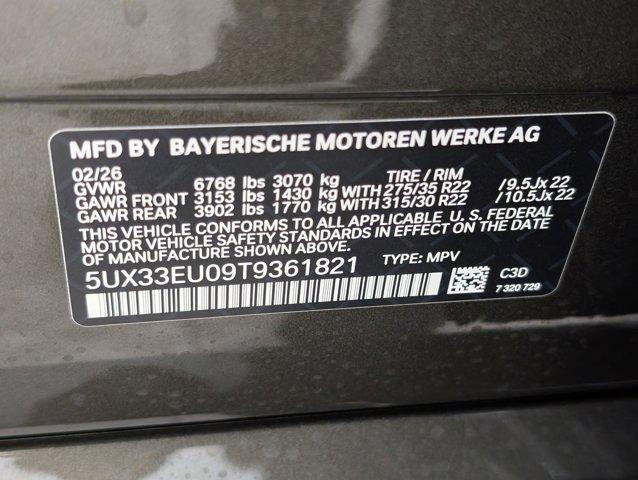 MFD BY BAYERISCHE MOTOREN WERKE AG
02/26 TIRE / RIM
GVWR 6768 lbs 3070 kg
GAWR FRONT 3153 lbs 1430 kg WITH 275/35 R22 /9.5Jx 22
GAWR REAR 3902 lbs 1770 kg WITH 315/30 R22 /10.5Jx 22
THIS VEHICLE CONFORMS TO ALL APPLICABLE U. S. FEDERAL
MOTOR VEHICLE SAFETY STANDARDS IN EFFECT ON THE DATE
OF MANUFACTURE SHOWN ABOVE.
5UX33EU09T9361821 TYPE: MPV
C3D
7 320 729